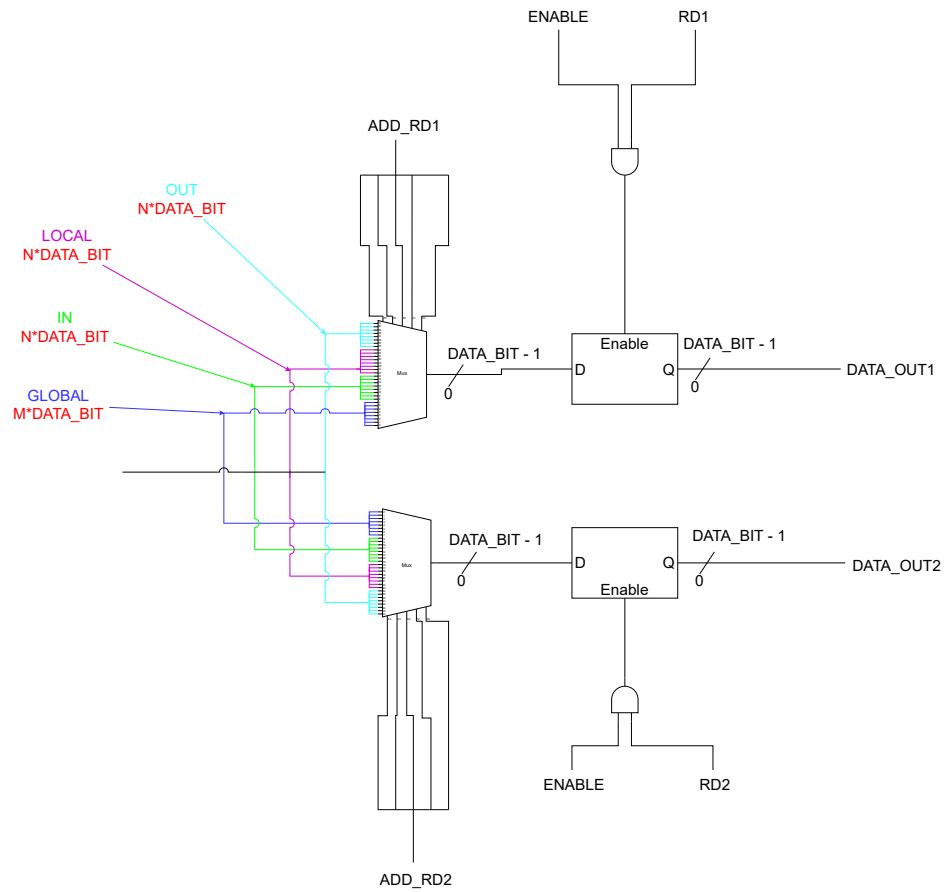 ENABLE
RD1
ADD_RD1
OUT
N*DATA_BIT
LOCAL
N*DATA_BIT
IN
N*DATA_BIT
GLOBAL
M*DATA_BIT
Mux
DATA_BIT - 1
0
Enable
D
Q
DATA_BIT - 1
0
DATA_OUT1
Mux
DATA_BIT - 1
0
D
Q
Enable
DATA_BIT - 1
0
DATA_OUT2
ENABLE
RD2
ADD_RD2